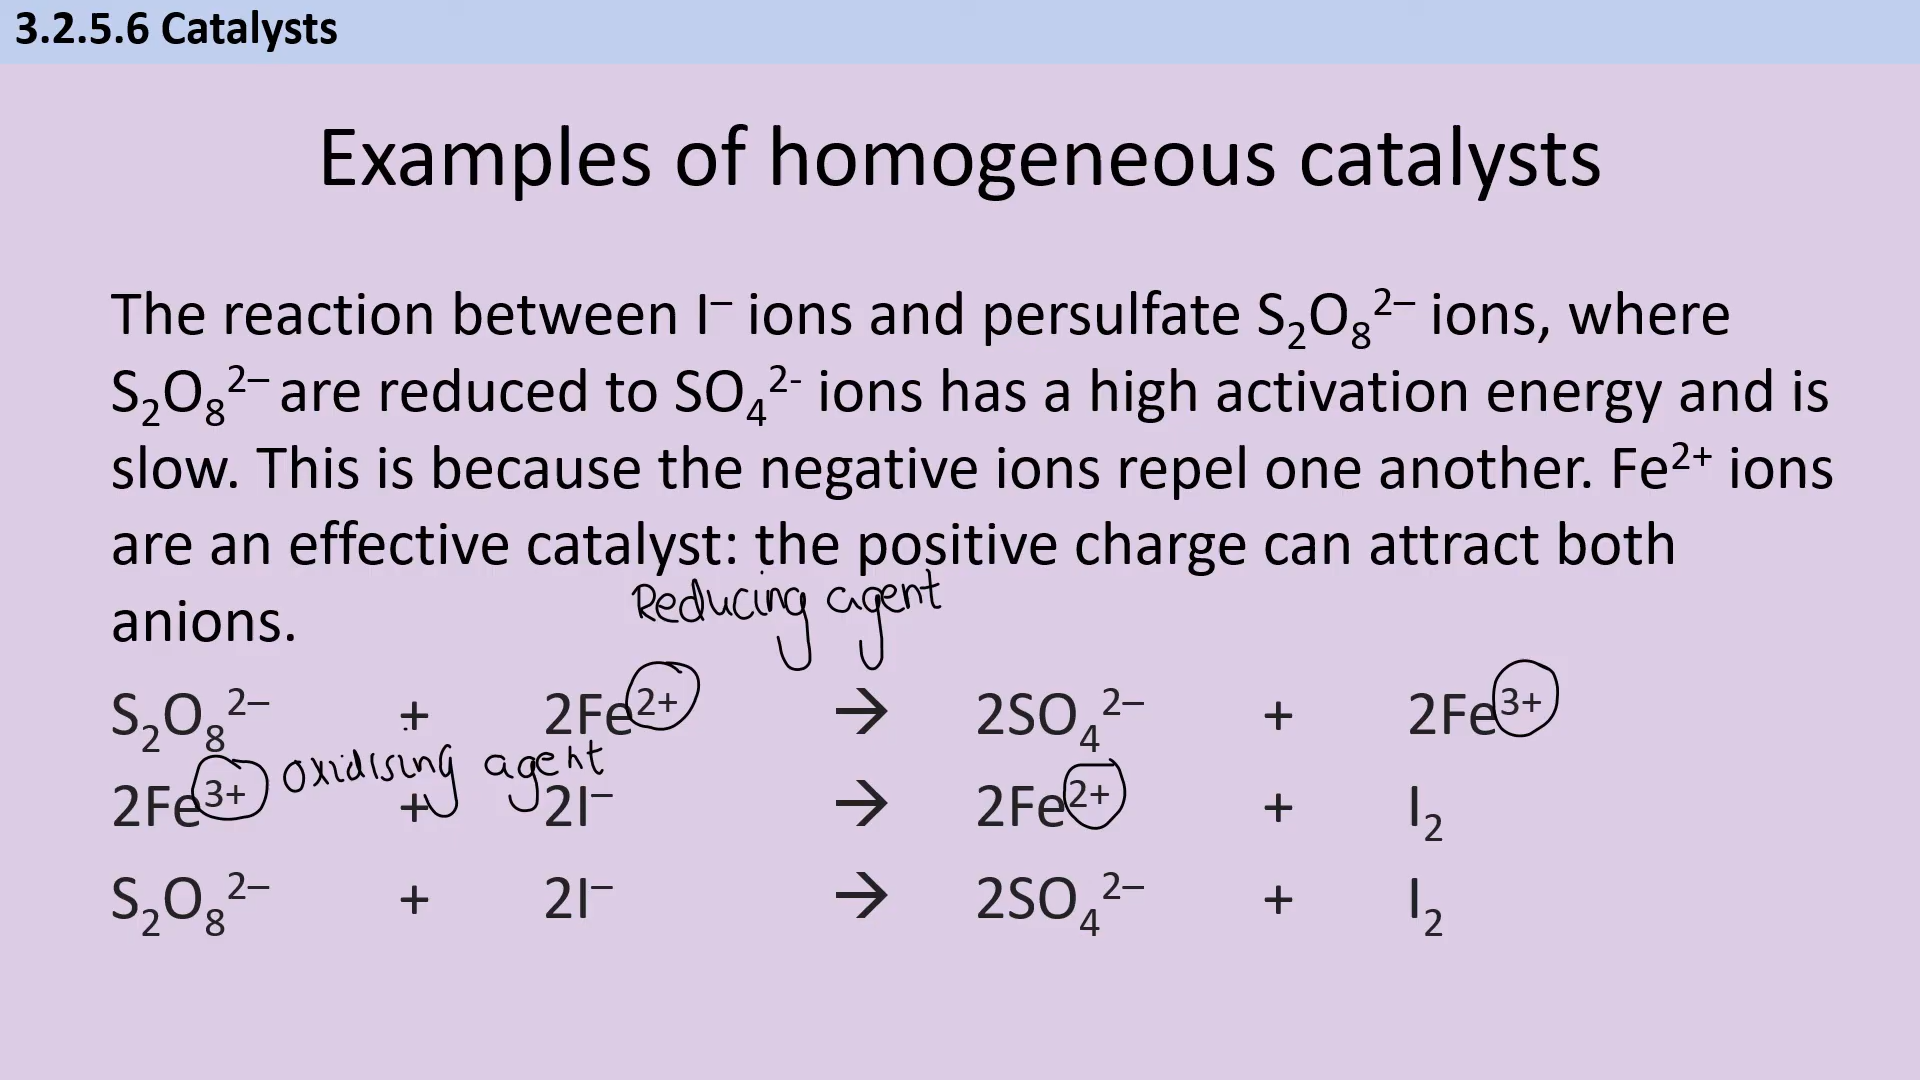 3.2.5.6 Catalysts
Examples of homogeneous catalysts
The reaction between I⁻ ions and persulfate S₂O₈²⁻ ions, where
S₂O₈²⁻ are reduced to SO₄²⁻ ions has a high activation energy and is
slow. This is because the negative ions repel one another. Fe²⁺ ions
are an effective catalyst: the positive charge can attract both
anions.
Reducing agent
S₂O₈²⁻ + 2Fe²⁺ → 2SO₄²⁻ + 2Fe³⁺
oxidising agent
2Fe³⁺ + 2I⁻ → 2Fe²⁺ + I₂
S₂O₈²⁻ + 2I⁻ → 2SO₄²⁻ + I₂